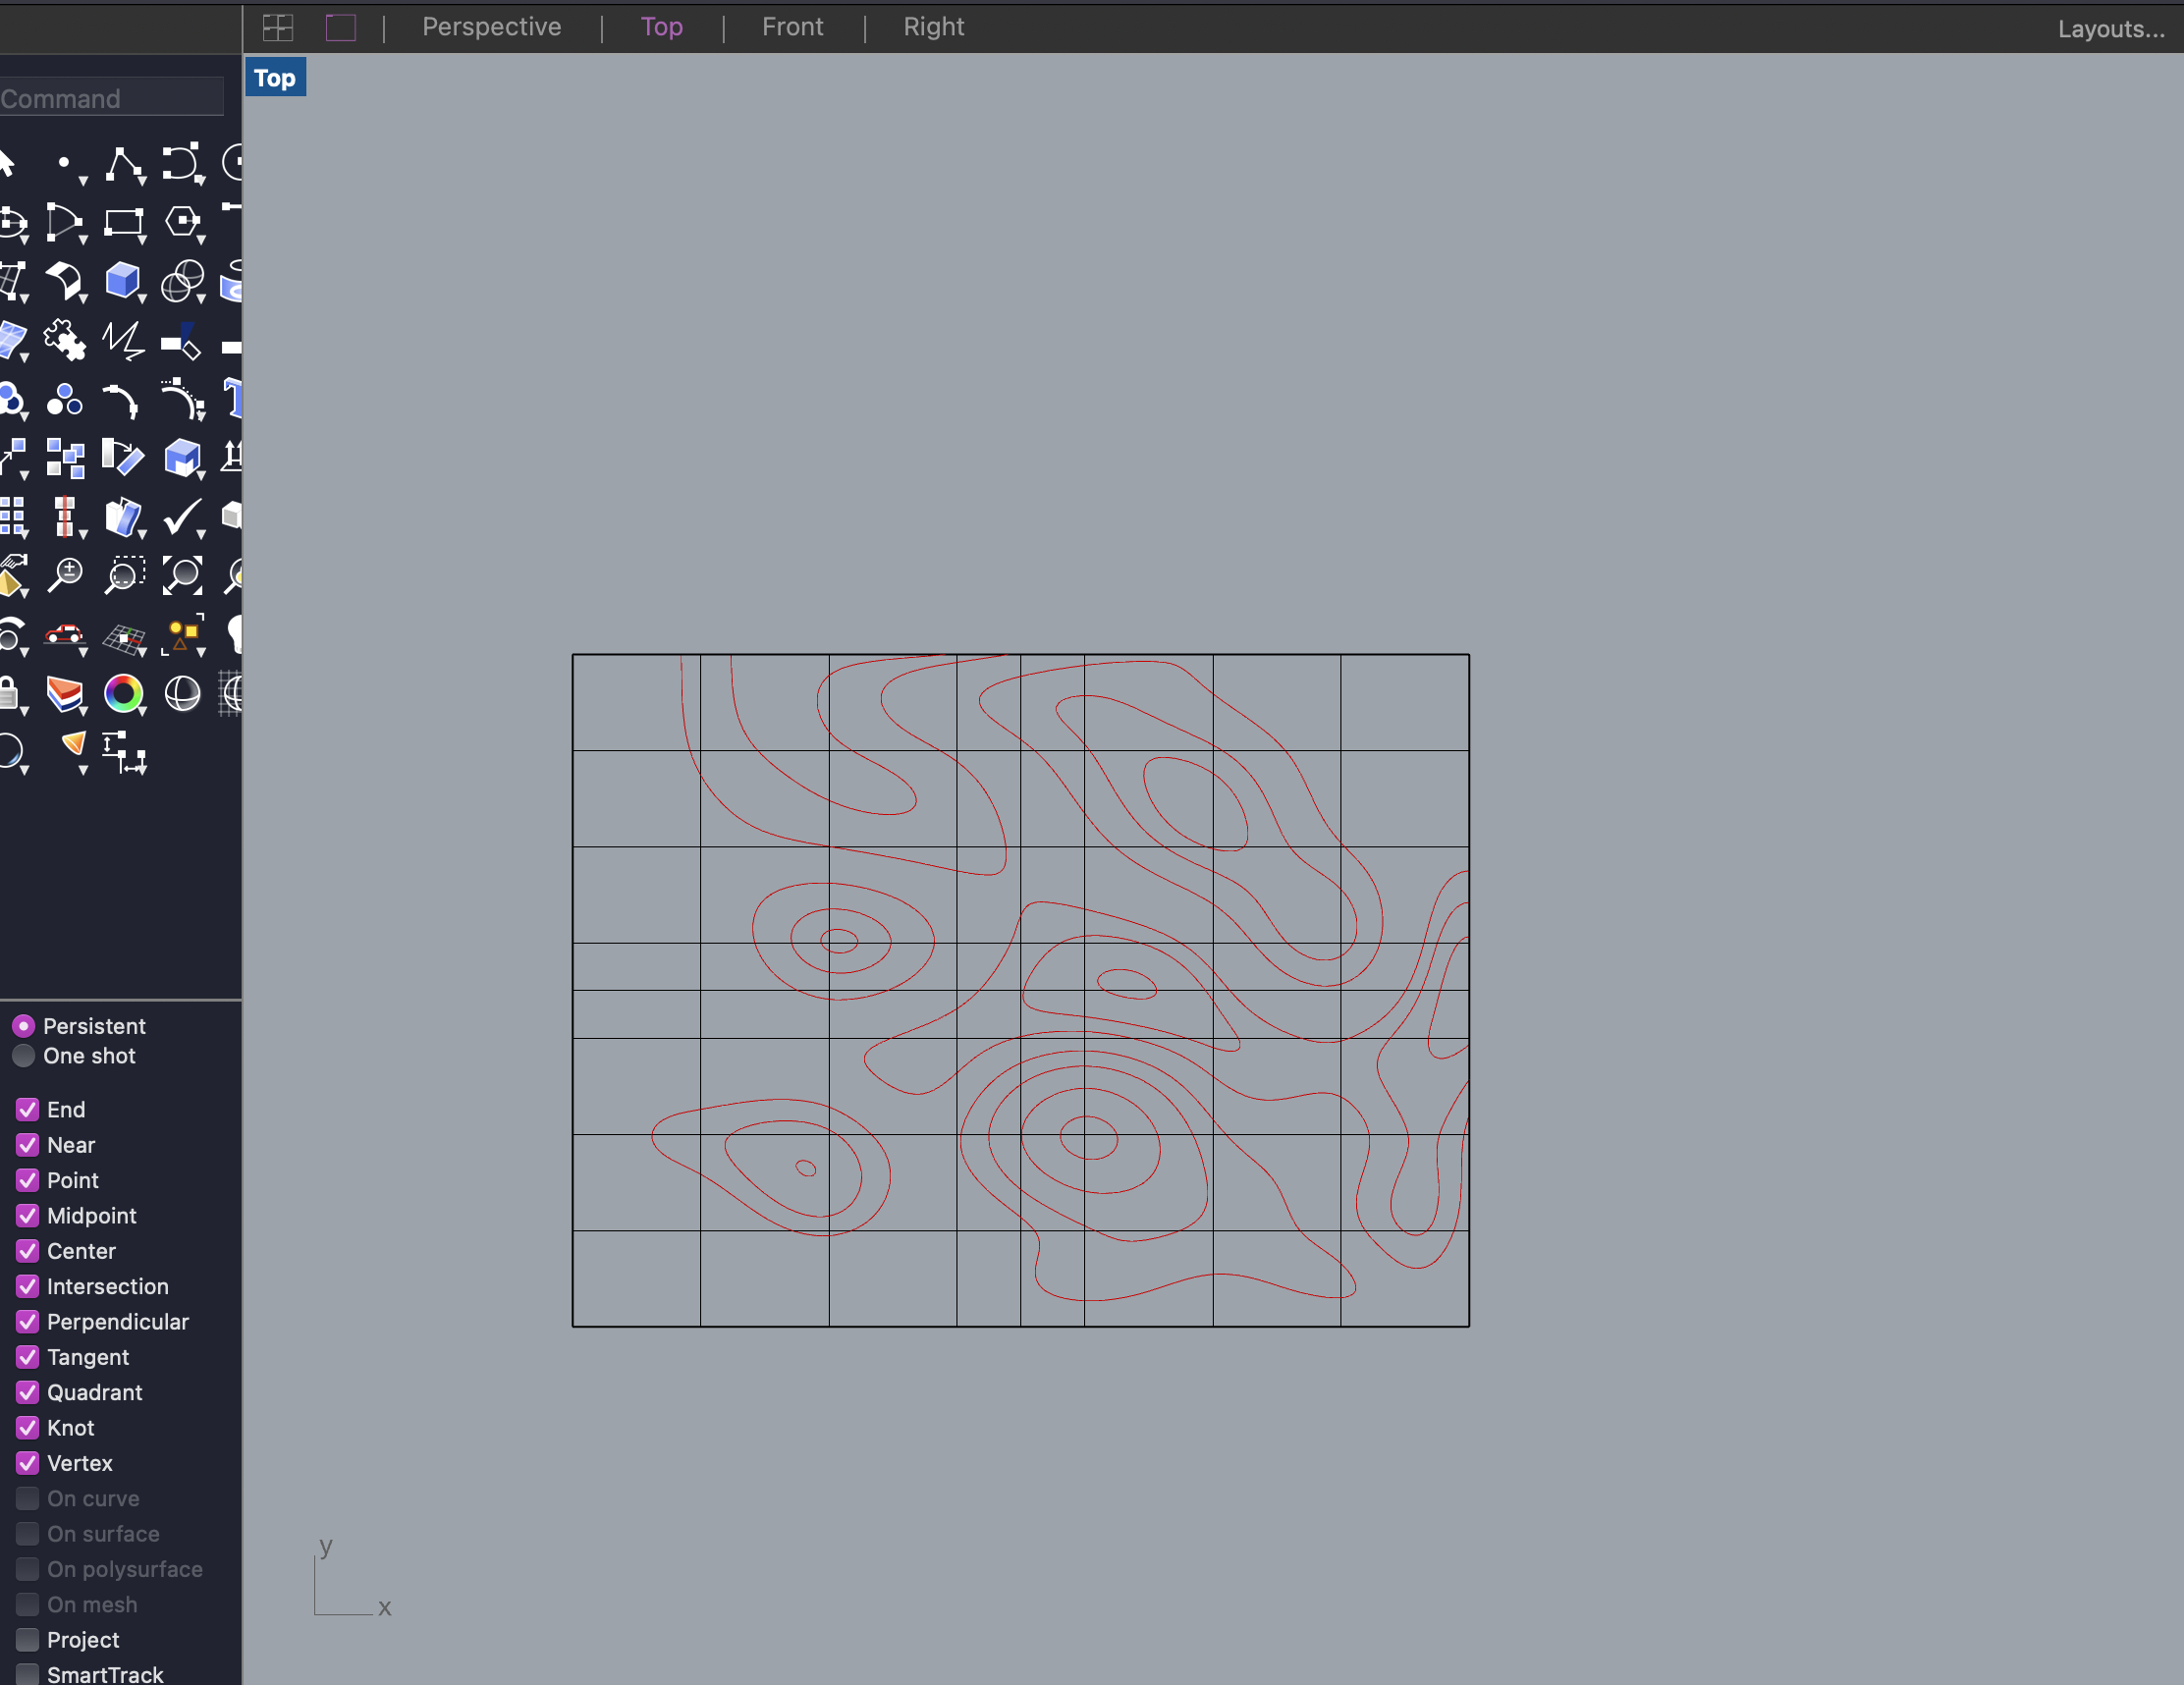 Perspective | Top | Front | Right
Layouts...
Top
Command
Persistent
One shot
End
Near
Point
Midpoint
Center
Intersection
Perpendicular
Tangent
Quadrant
Knot
Vertex
On curve
On surface
On polysurface
On mesh
Project
SmartTrack
y
x